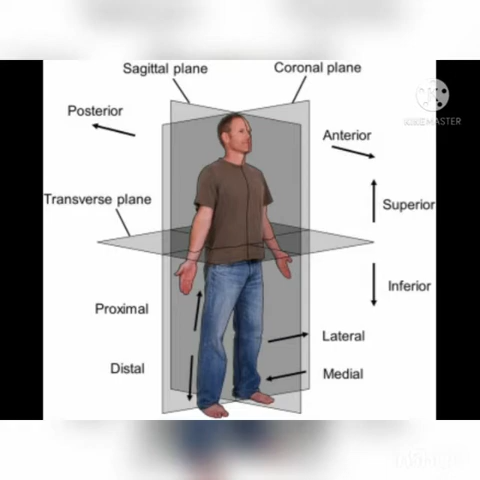 Sagittal plane
Coronal plane
Posterior
Anterior
Transverse plane
Superior
Inferior
Proximal
Lateral
Distal
Medial
KINEMASTER